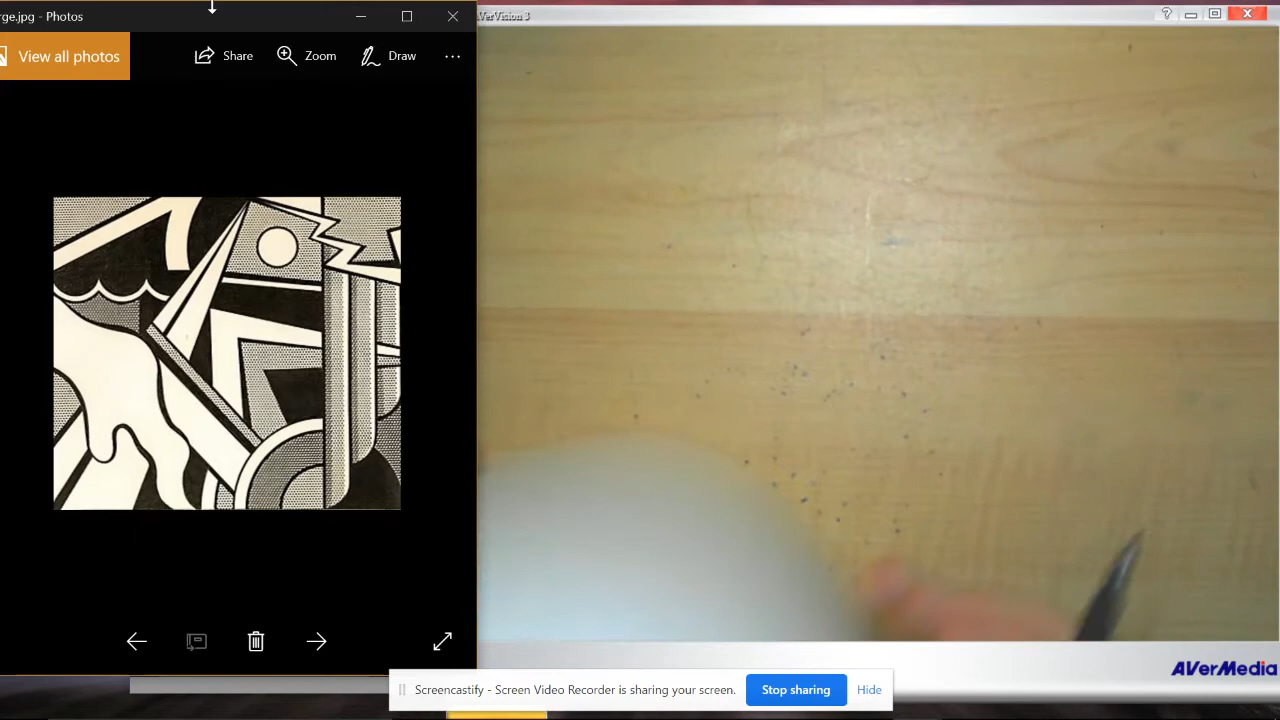 rge.jpg - Photos
AVerVision 3
View all photos
Share
Zoom
Draw
AVerMedia
Screencastify - Screen Video Recorder is sharing your screen.
Stop sharing
Hide